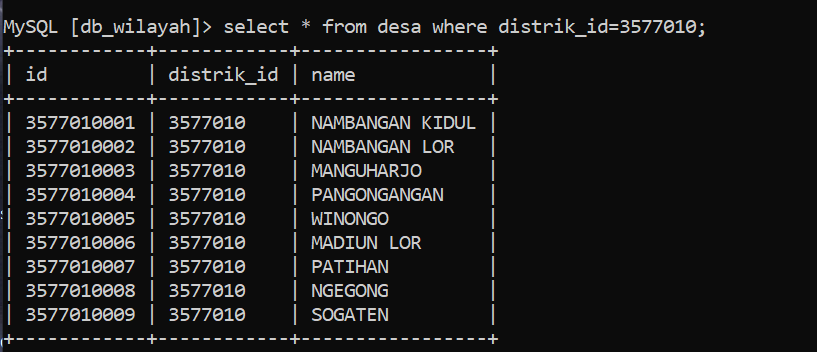 MySQL [db_wilayah]> select * from desa where distrik_id=3577010;
+------------+------------+-----------------+
| id         | distrik_id | name            |
+------------+------------+-----------------+
| 3577010001 | 3577010    | NAMBANGAN KIDUL |
| 3577010002 | 3577010    | NAMBANGAN LOR   |
| 3577010003 | 3577010    | MANGUHARJO      |
| 3577010004 | 3577010    | PANGONGANGAN    |
| 3577010005 | 3577010    | WINONGO         |
| 3577010006 | 3577010    | MADIUN LOR      |
| 3577010007 | 3577010    | PATIHAN         |
| 3577010008 | 3577010    | NGEGONG         |
| 3577010009 | 3577010    | SOGATEN         |
+------------+------------+-----------------+